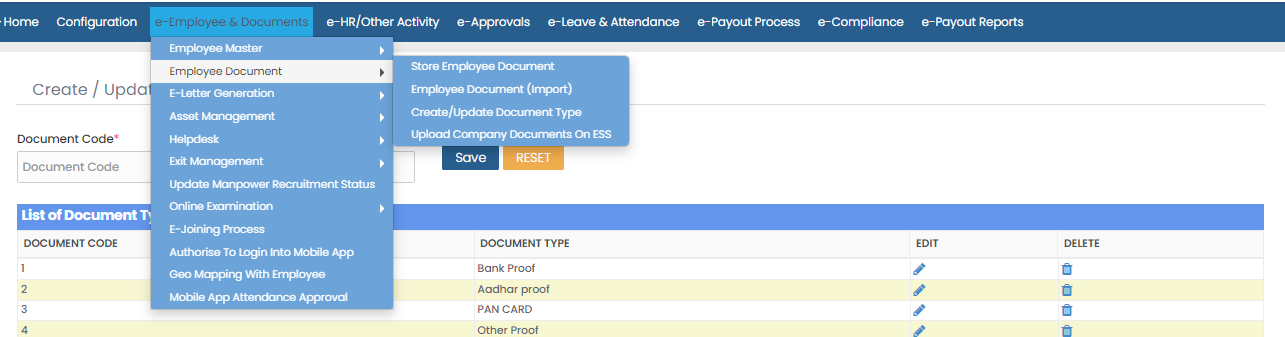 Home Configuration e-Employee & Documents e-HR/Other Activity e-Approvals e-Leave & Attendance e-Payout Process e-Compliance e-Payout Reports
Employee Master
Employee Document
E-Letter Generation
Asset Management
Helpdesk
Exit Management
Update Manpower Recruitment Status
Online Examination
E-Joining Process
Authorise To Login Into Mobile App
Geo Mapping With Employee
Mobile App Attendance Approval
Store Employee Document
Employee Document (Import)
Create/Update Document Type
Upload Company Documents On ESS
Create / Updat
Document Code*
Document Code
Save RESET
List of Document Ty
DOCUMENT CODE DOCUMENT TYPE EDIT DELETE
1 Bank Proof
2 Aadhar proof
3 PAN CARD
4 Other Proof